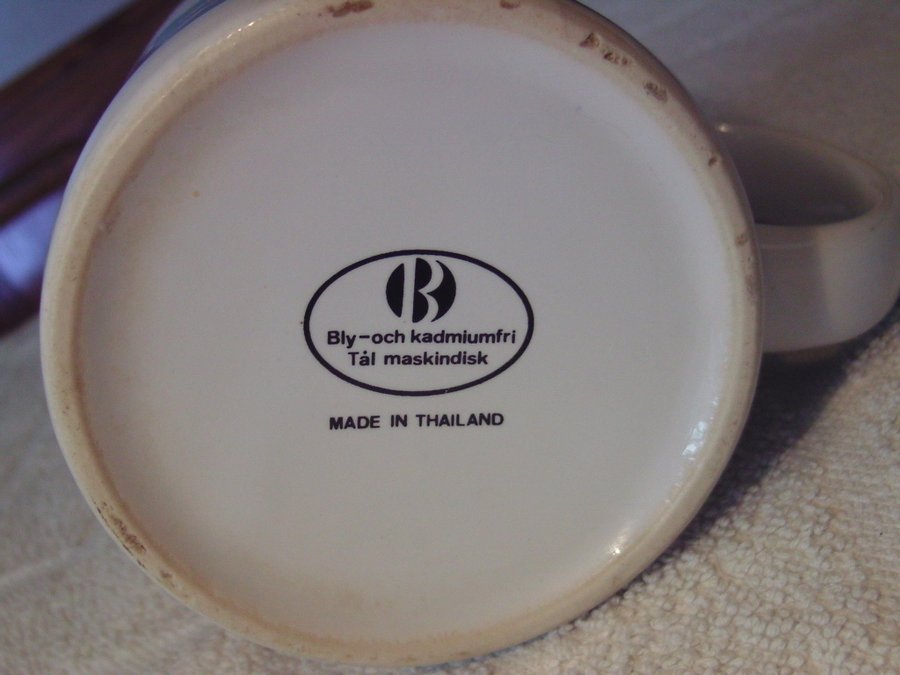 B
Bly-och kadmiumfri
Tål maskindisk
MADE IN THAILAND